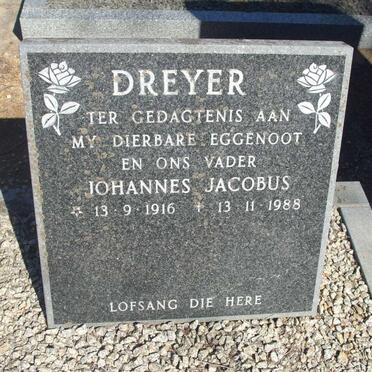 DREYER
TER GEDAGTENIS AAN
MY DIERBARE EGGENOOT
EN ONS VADER
JOHANNES JACOBUS
☆ 13·9·1916 + 13·11·1988
LOFSANG DIE HERE